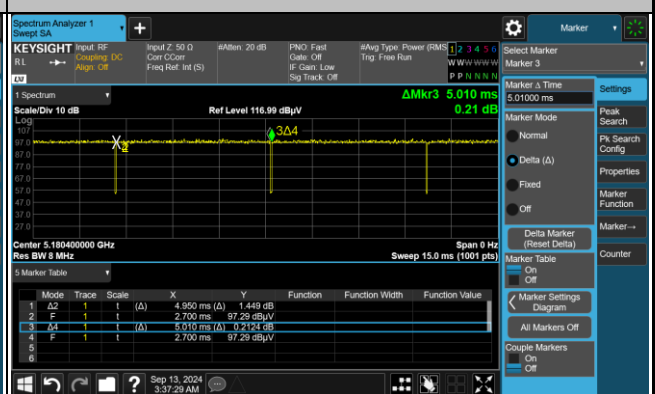 Spectrum Analyzer 1
Swept SA
Marker
KEYSIGHT
RL
Input: RF
Coupling: DC
Align: Off
Input Z: 50 Ω
Corr CCorr
Freq Ref: Int (S)
#Atten: 20 dB
PNO: Fast
Gate: Off
IF Gain: Low
Sig Track: Off
#Avg Type: Power (RMS
Trig: Free Run
1 2 3 4 5 6
W W W W W W
P P N N N N
Select Marker
Marker 3
1 Spectrum
ΔMkr3 5.010 ms
0.21 dB
Scale/Div 10 dB
Ref Level 116.99 dBµV
Log
107
97.0
87.0
77.0
67.0
57.0
47.0
37.0
27.0
3Δ4
Center 5.180400000 GHz
Res BW 8 MHz
Span 0 Hz
Sweep 15.0 ms (1001 pts)
5 Marker Table
Mode Trace Scale X Y Function Function Width Function Value
1 Δ2 1 t (Δ) 4.950 ms (Δ) 1.449 dB
2 F 1 t 2.700 ms 97.29 dBµV
3 Δ4 1 t (Δ) 5.010 ms (Δ) 0.2124 dB
4 F 1 t 2.700 ms 97.29 dBµV
5
6
Marker Δ Time
5.01000 ms
Marker Mode
Normal
Delta (Δ)
Fixed
Off
Delta Marker
(Reset Delta)
Marker Table
On
Off
Marker Settings
Diagram
All Markers Off
Couple Markers
On
Off
Settings
Peak
Search
Pk Search
Config
Properties
Marker
Function
Marker→
Counter
Sep 13, 2024
3:37:29 AM